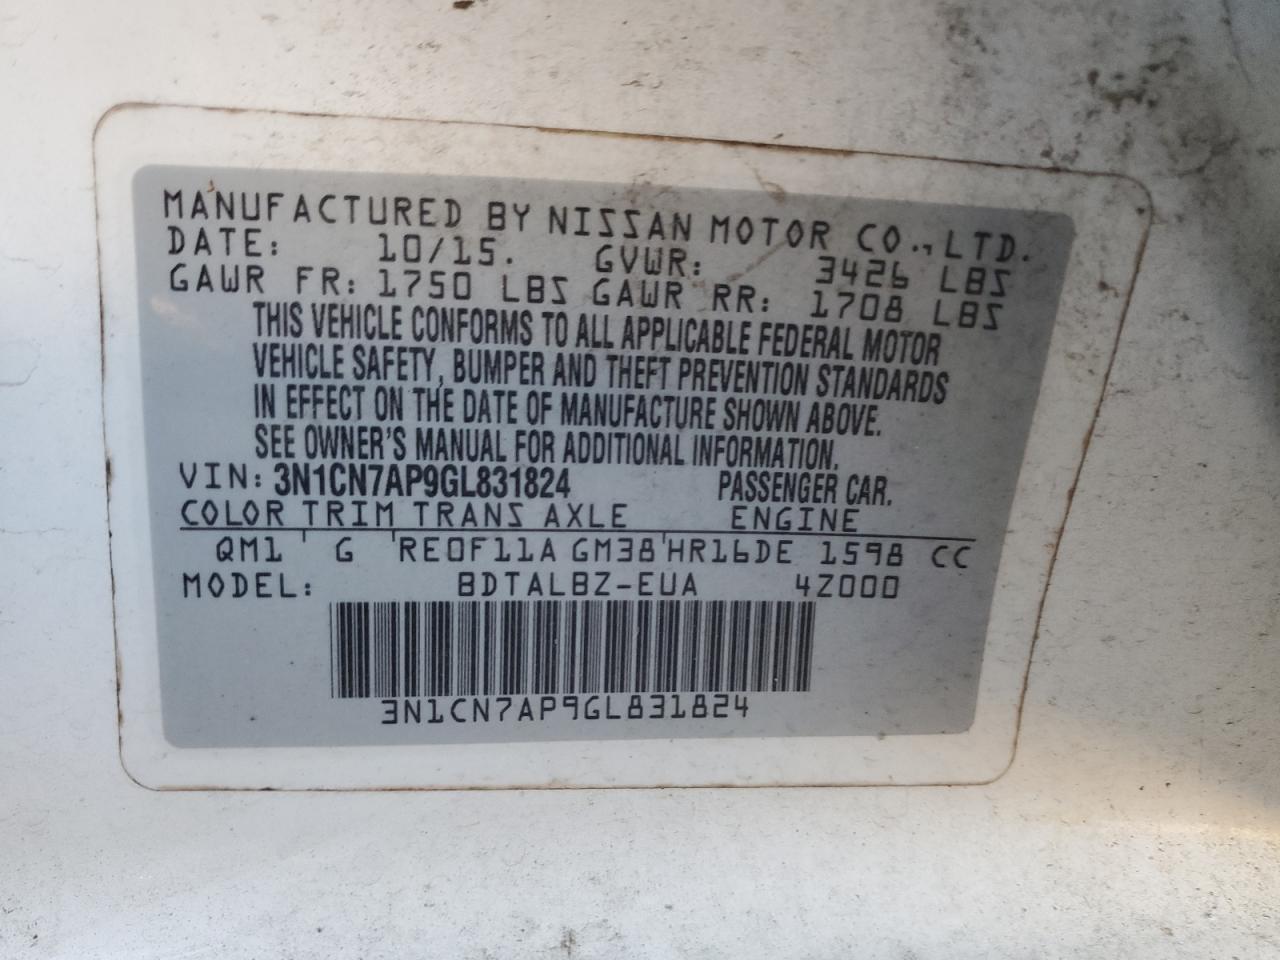 MANUFACTURED BY NISSAN MOTOR CO., LTD.
DATE: 10/15. GVWR: 3426 LBS
GAWR FR: 1750 LBS GAWR RR: 1708 LBS
THIS VEHICLE CONFORMS TO ALL APPLICABLE FEDERAL MOTOR
VEHICLE SAFETY, BUMPER AND THEFT PREVENTION STANDARDS
IN EFFECT ON THE DATE OF MANUFACTURE SHOWN ABOVE.
SEE OWNER'S MANUAL FOR ADDITIONAL INFORMATION.
VIN: 3N1CN7AP9GL831824 PASSENGER CAR.
COLOR TRIM TRANS AXLE ENGINE
QM1 G RE0F11A GM38 HR16DE 1598 CC
MODEL: BDTALBZ-EUA 4Z000
3N1CN7AP9GL831824